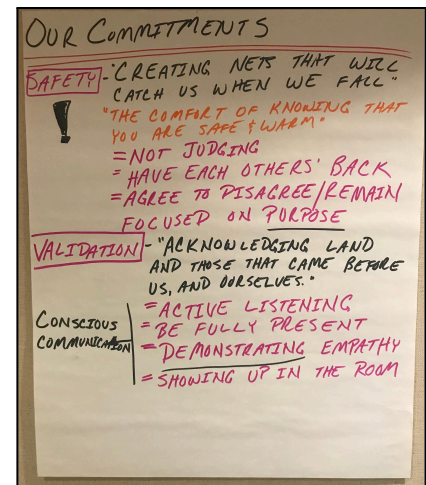 OUR COMMITMENTS
SAFETY - "CREATING NETS THAT WILL
CATCH US WHEN WE FALL"
! "THE COMFORT OF KNOWING THAT
YOU ARE SAFE & WARM"
= NOT JUDGING
= HAVE EACH OTHERS' BACK
= AGREE TO DISAGREE/REMAIN
FOCUSED ON PURPOSE
VALIDATION - "ACKNOWLEDGING LAND
AND THOSE THAT CAME BEFORE
US, AND OURSELVES."
= ACTIVE LISTENING
CONSCIOUS = BE FULLY PRESENT
COMMUNICATION = DEMONSTRATING EMPATHY
= SHOWING UP IN THE ROOM